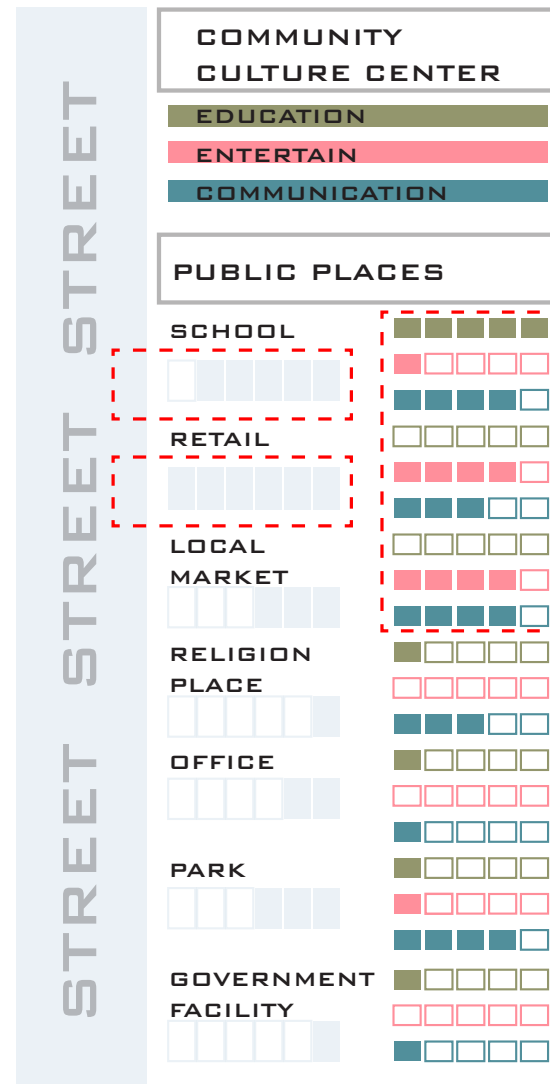 COMMUNITY
CULTURE CENTER
EDUCATION
ENTERTAIN
COMMUNICATION
PUBLIC PLACES
SCHOOL
RETAIL
LOCAL
MARKET
RELIGION
PLACE
OFFICE
PARK
GOVERNMENT
FACILITY
STREET STREET STREET